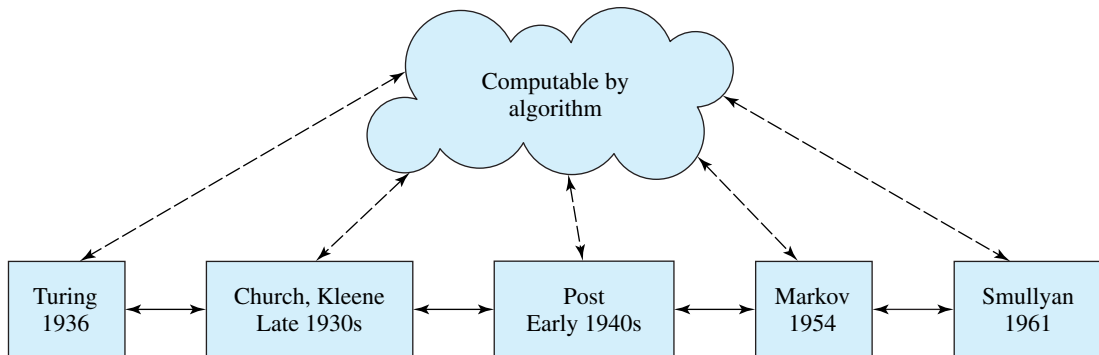 Computable by
algorithm
Turing
1936
Church, Kleene
Late 1930s
Post
Early 1940s
Markov
1954
Smullyan
1961